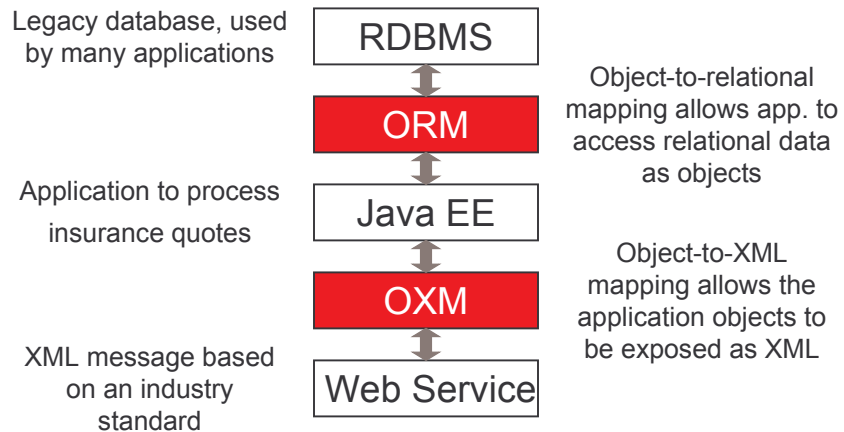 Legacy database, used
by many applications
RDBMS
Object-to-relational
mapping allows app. to
access relational data
as objects
ORM
Application to process
insurance quotes
Java EE
Object-to-XML
mapping allows the
application objects to
be exposed as XML
OXM
XML message based
on an industry
standard
Web Service